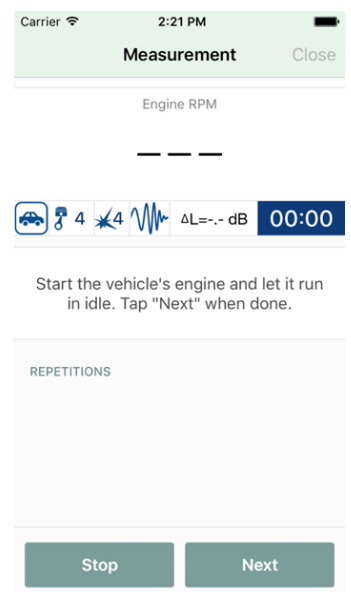 Carrier 2:21 PM
Measurement Close
Engine RPM
---
4 4 ΔL=-.- dB 00:00
Start the vehicle's engine and let it run
in idle. Tap "Next" when done.
REPETITIONS
Stop Next